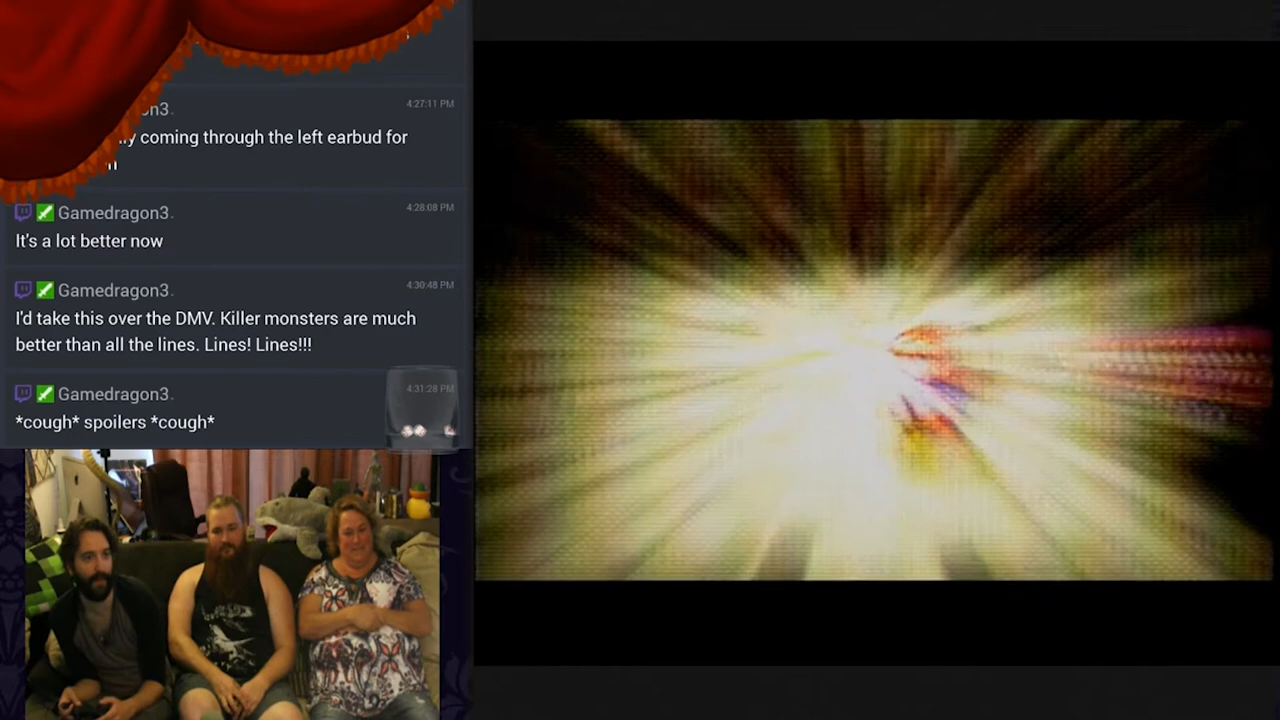 on3.
4:27:11 PM
coming through the left earbud for
Gamedragon3.
4:28:08 PM
It's a lot better now
Gamedragon3.
4:30:48 PM
I'd take this over the DMV. Killer monsters are much
better than all the lines. Lines! Lines!!!
Gamedragon3.
4:31:28 PM
*cough* spoilers *cough*